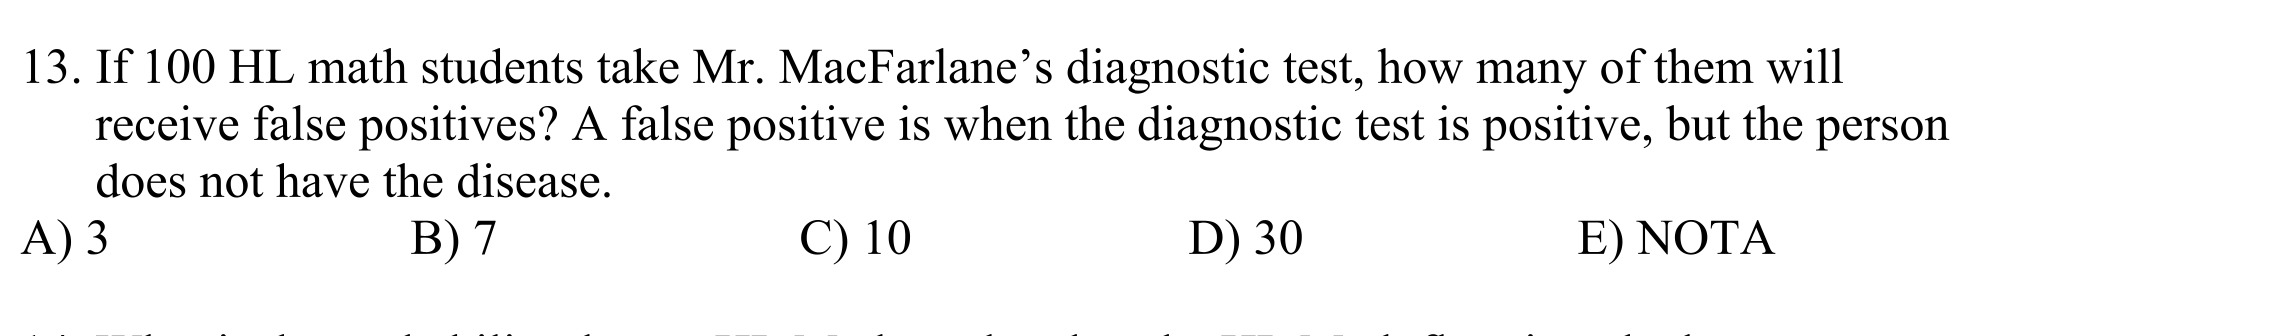 13. If 100 HL math students take Mr. MacFarlane’s diagnostic test, how many of them will
receive false positives? A false positive is when the diagnostic test is positive, but the person
does not have the disease.
A) 3 B) 7 C) 10 D) 30 E) NOTA